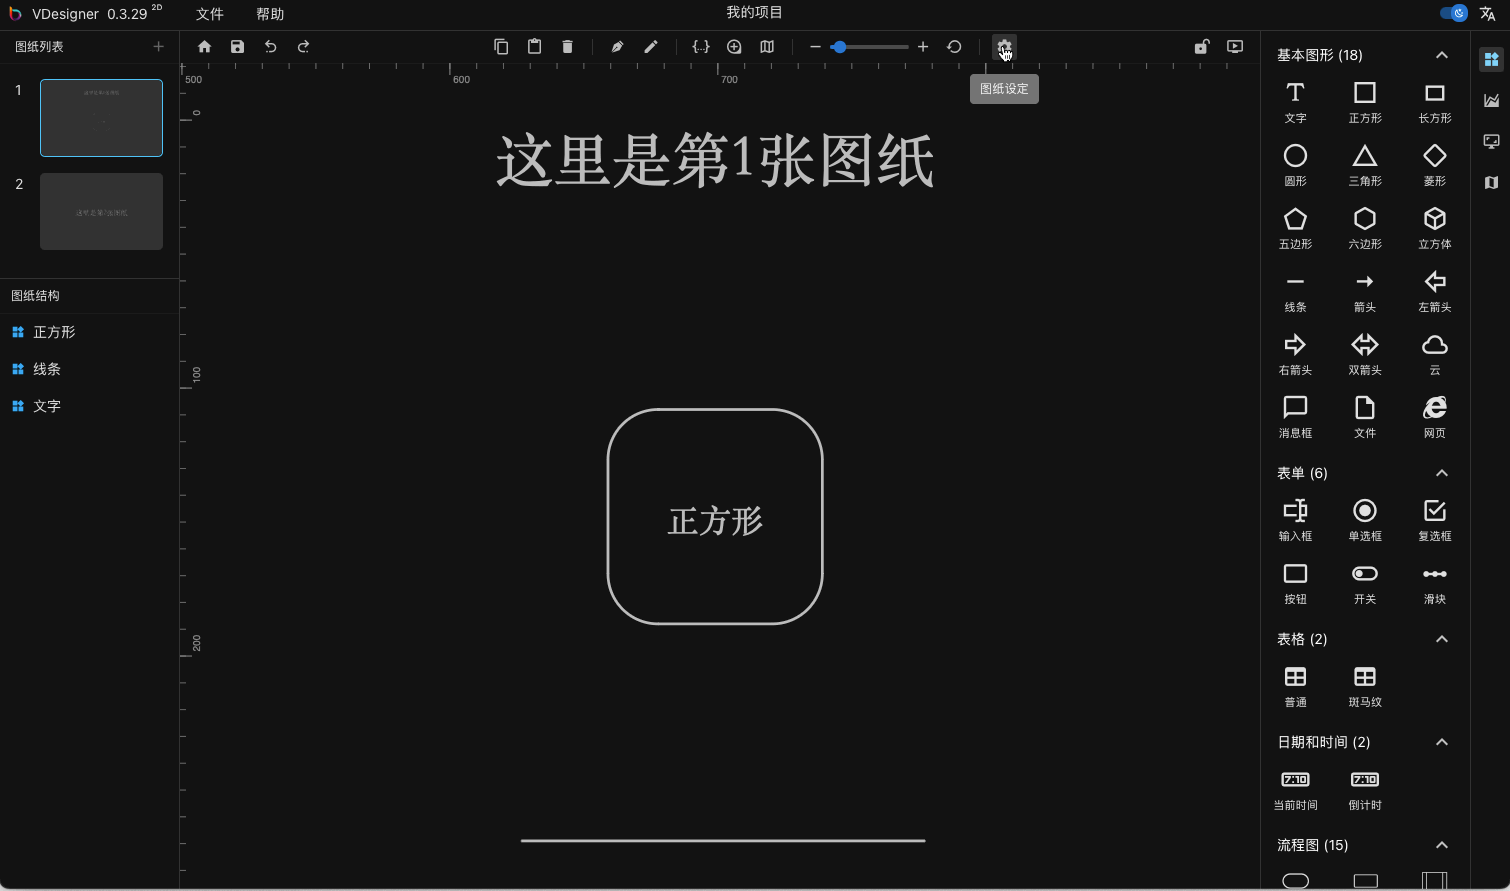 VDesigner 0.3.29 2D
文件
帮助
我的项目
图纸列表
1
2
图纸结构
正方形
线条
文字
图纸设定
500
600
700
0
100
200
这里是第1张图纸
正方形
基本图形 (18)
文字
正方形
长方形
圆形
三角形
菱形
五边形
六边形
立方体
线条
箭头
左箭头
右箭头
双箭头
云
消息框
文件
网页
表单 (6)
输入框
单选框
复选框
按钮
开关
滑块
表格 (2)
普通
斑马纹
日期和时间 (2)
7:10
7:10
当前时间
倒计时
流程图 (15)